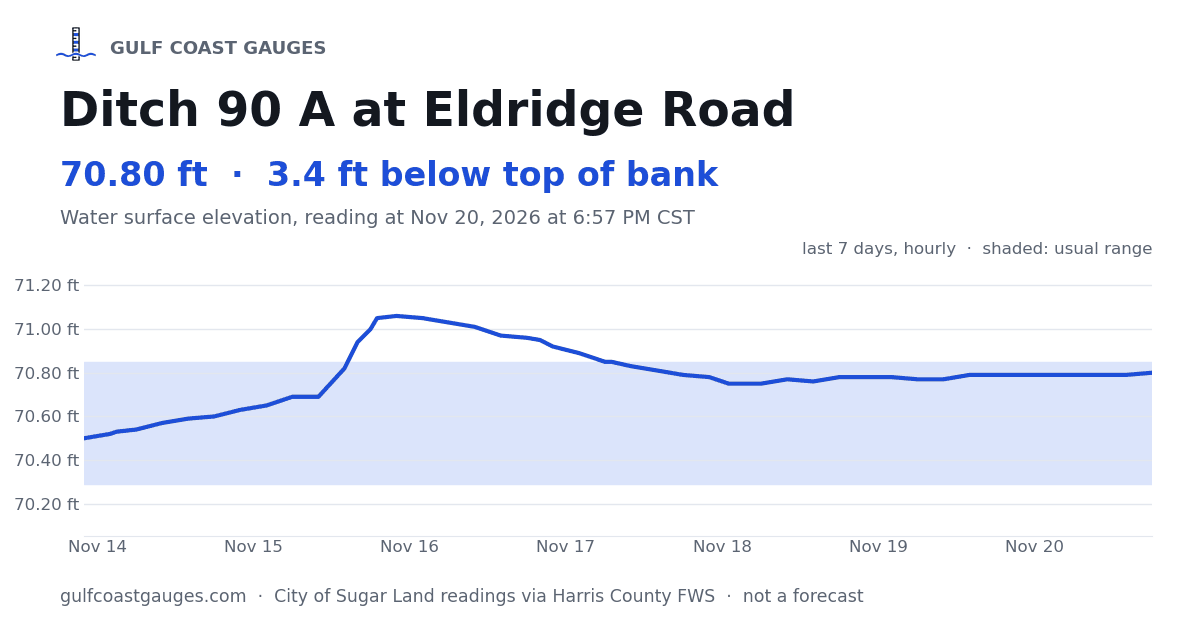 GULF COAST GAUGES
Ditch 90 A at Eldridge Road
70.80 ft · 3.4 ft below top of bank
Water surface elevation, reading at Nov 20, 2026 at 6:57 PM CST
last 7 days, hourly · shaded: usual range
71.20 ft
71.00 ft
70.80 ft
70.60 ft
70.40 ft
70.20 ft
Nov 14 Nov 15 Nov 16 Nov 17 Nov 18 Nov 19 Nov 20
gulfcoastgauges.com · City of Sugar Land readings via Harris County FWS · not a forecast